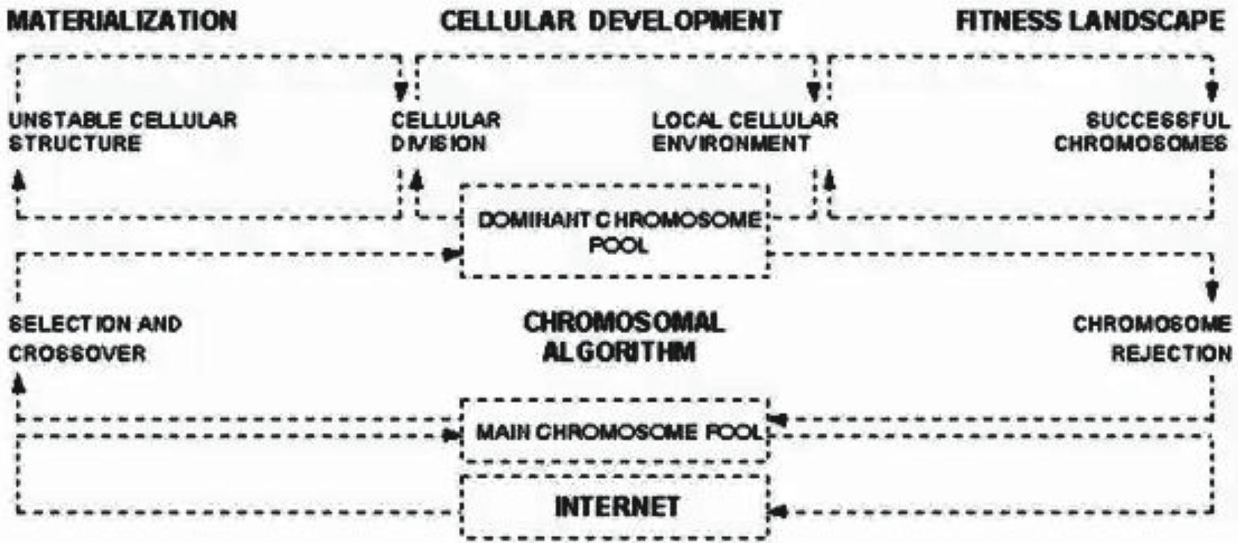 MATERIALIZATION CELLULAR DEVELOPMENT FITNESS LANDSCAPE
UNSTABLE CELLULAR STRUCTURE
CELLULAR DIVISION
LOCAL CELLULAR ENVIRONMENT
SUCCESSFUL CHROMOSOMES
DOMINANT CHROMOSOME
POOL
SELECTION AND
CROSSOVER
CHROMOSOMAL
ALGORITHM
CHROMOSOME
REJECTION
MAIN CHROMOSOME POOL
INTERNET